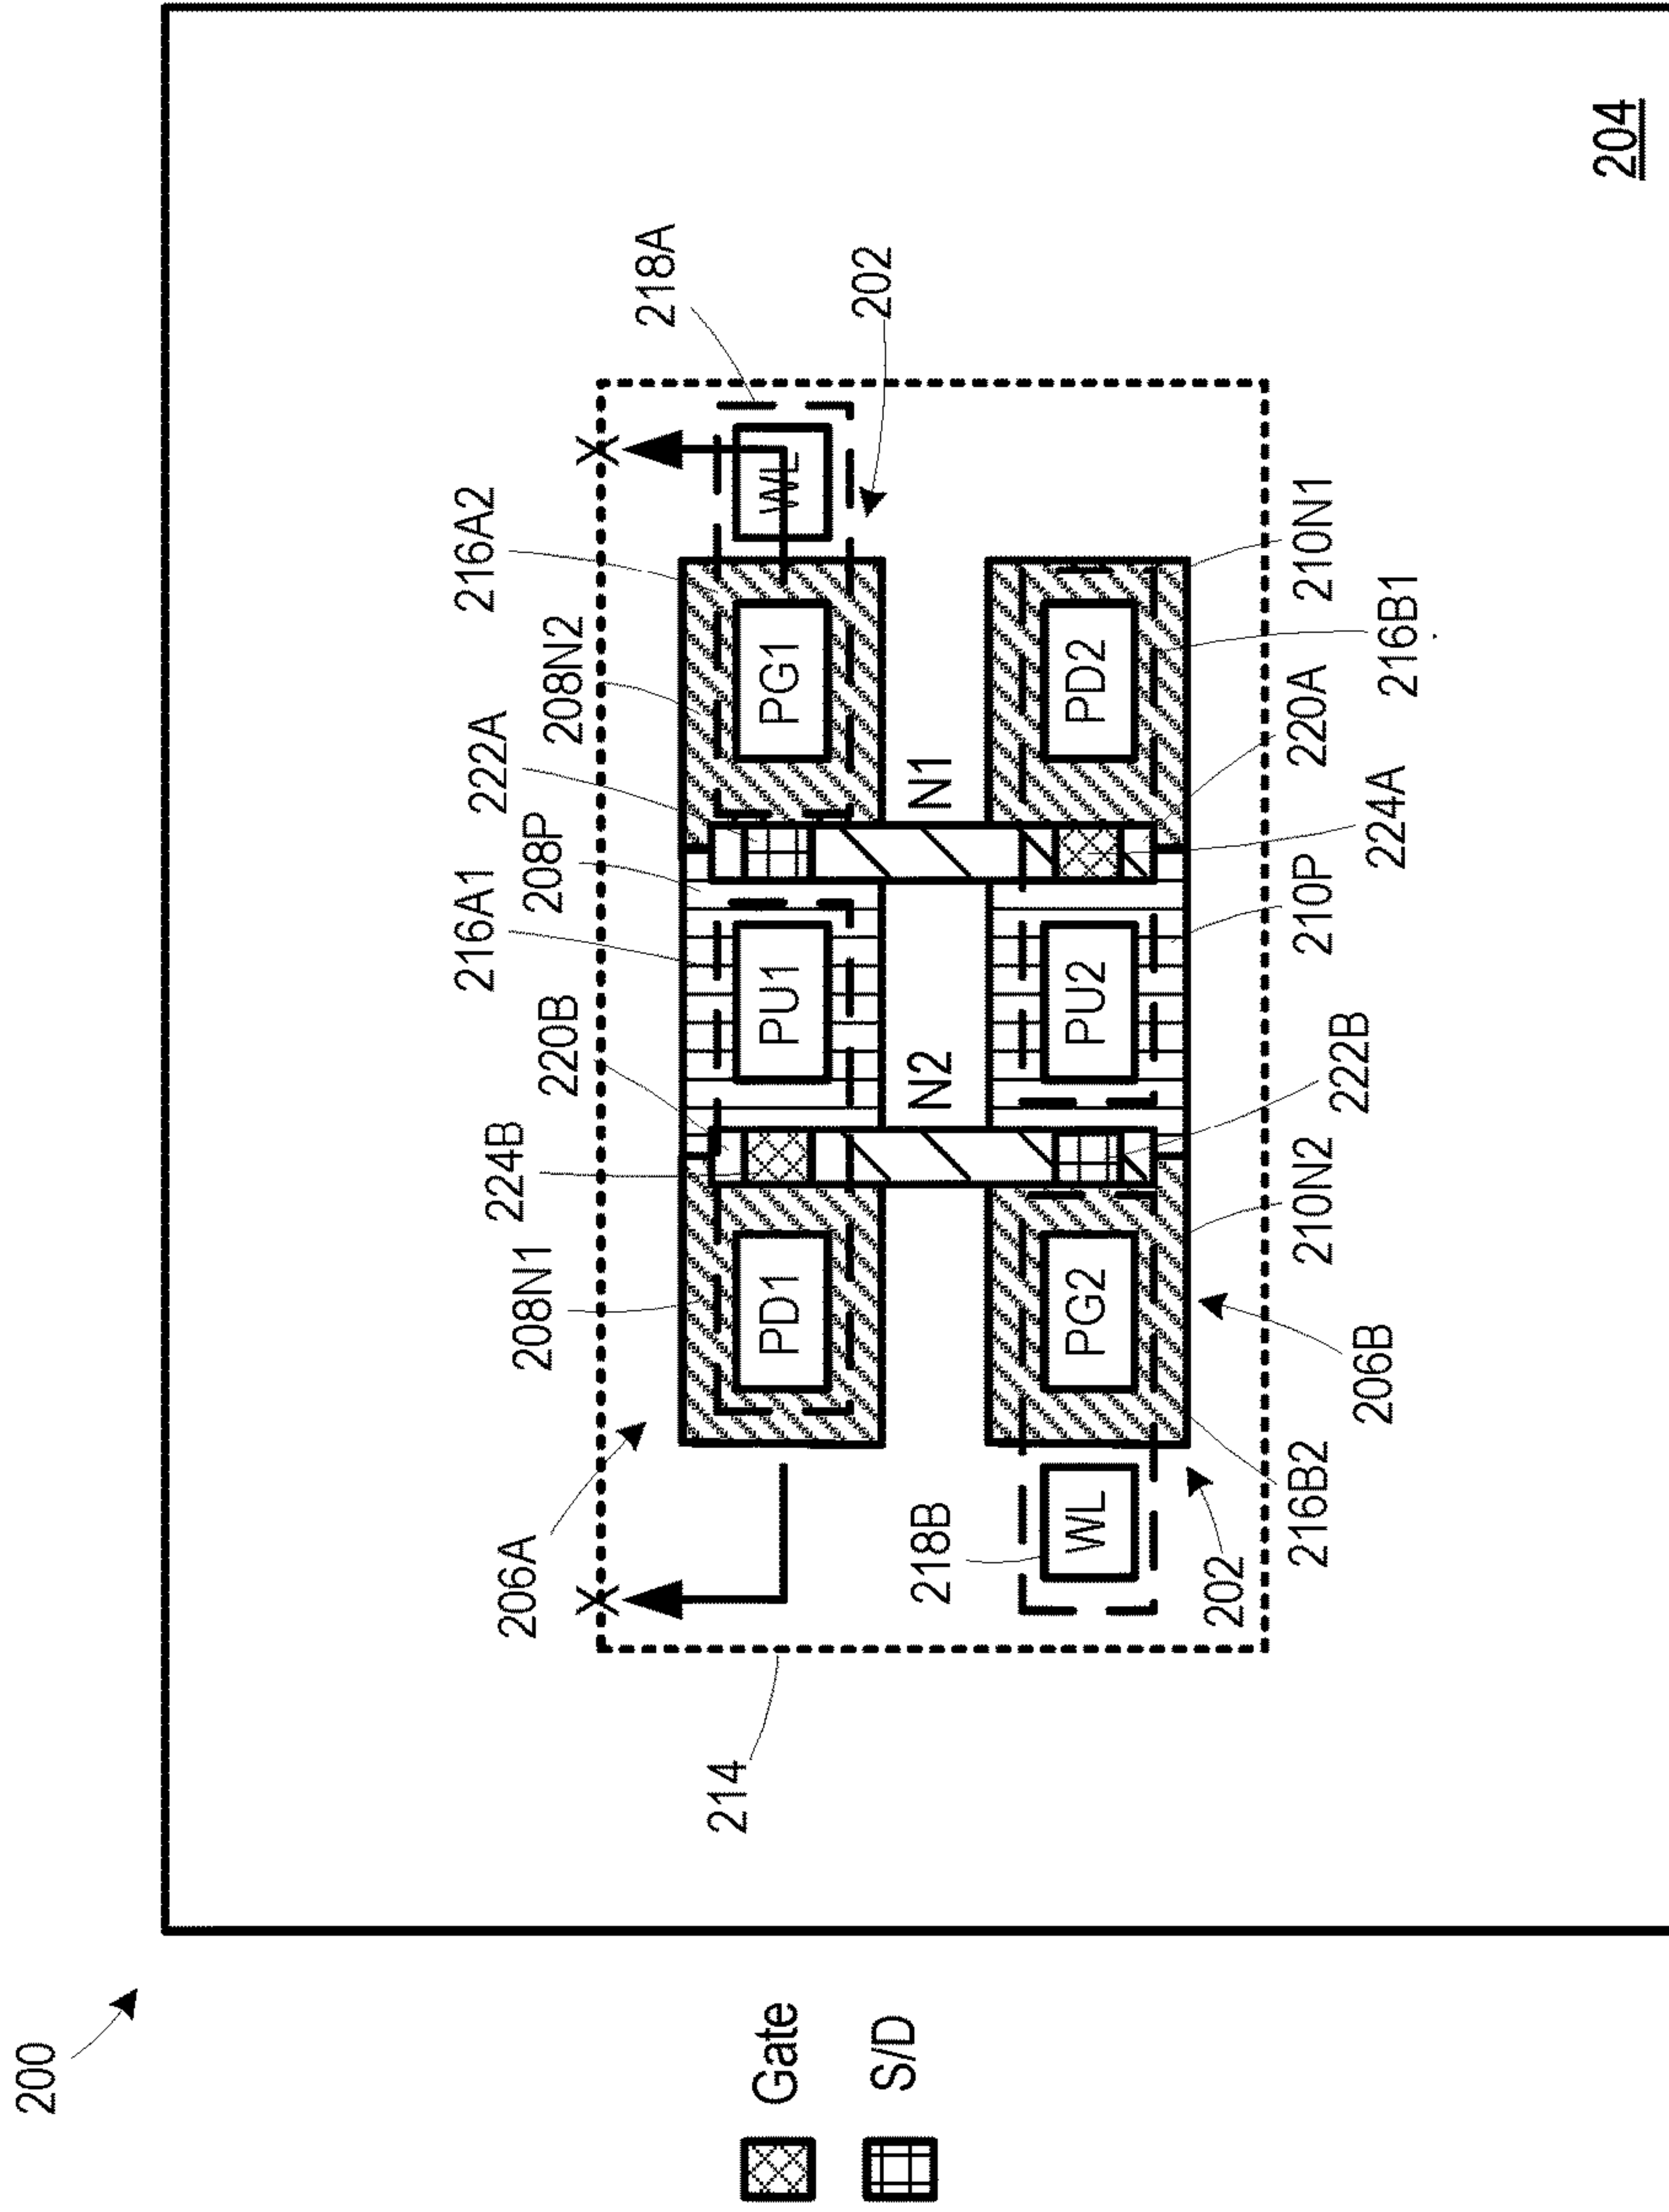 200
206A
208N1
224B
220B
216A1
208P
222A
208N2
216A2
218A
X
X
214
Gate
PD1
PU1
PG1
WL
202
S/D
N2
N1
218B
WL
PG2
PU2
PD2
202
216B2
210N2
206B
222B
210P
224A
220A
216B1
210N1
204